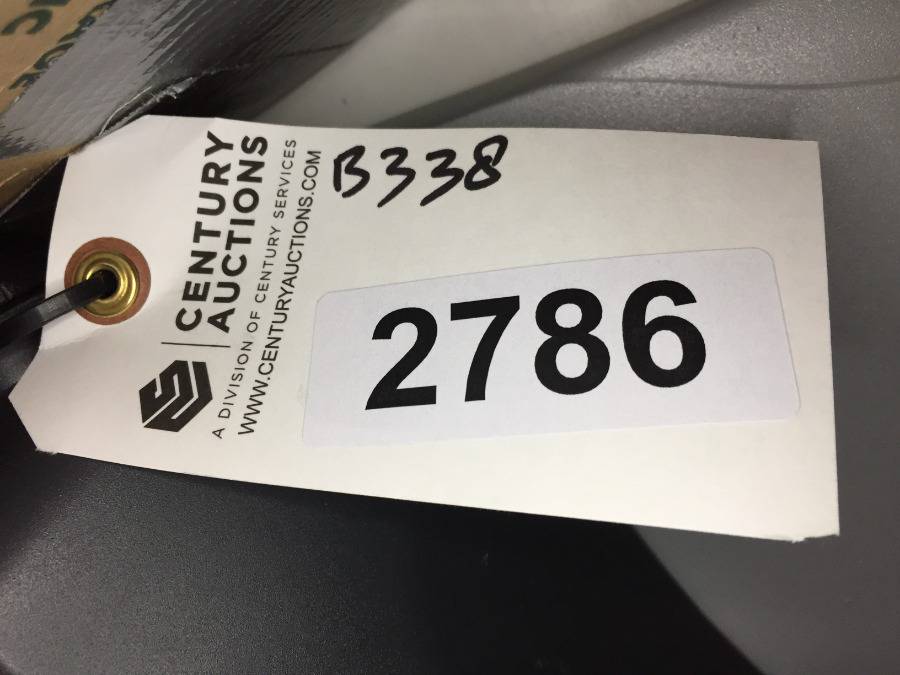 CENTURY
AUCTIONS
A DIVISION OF CENTURY SERVICES
WWW.CENTURYAUCTIONS.COM
B338
2786